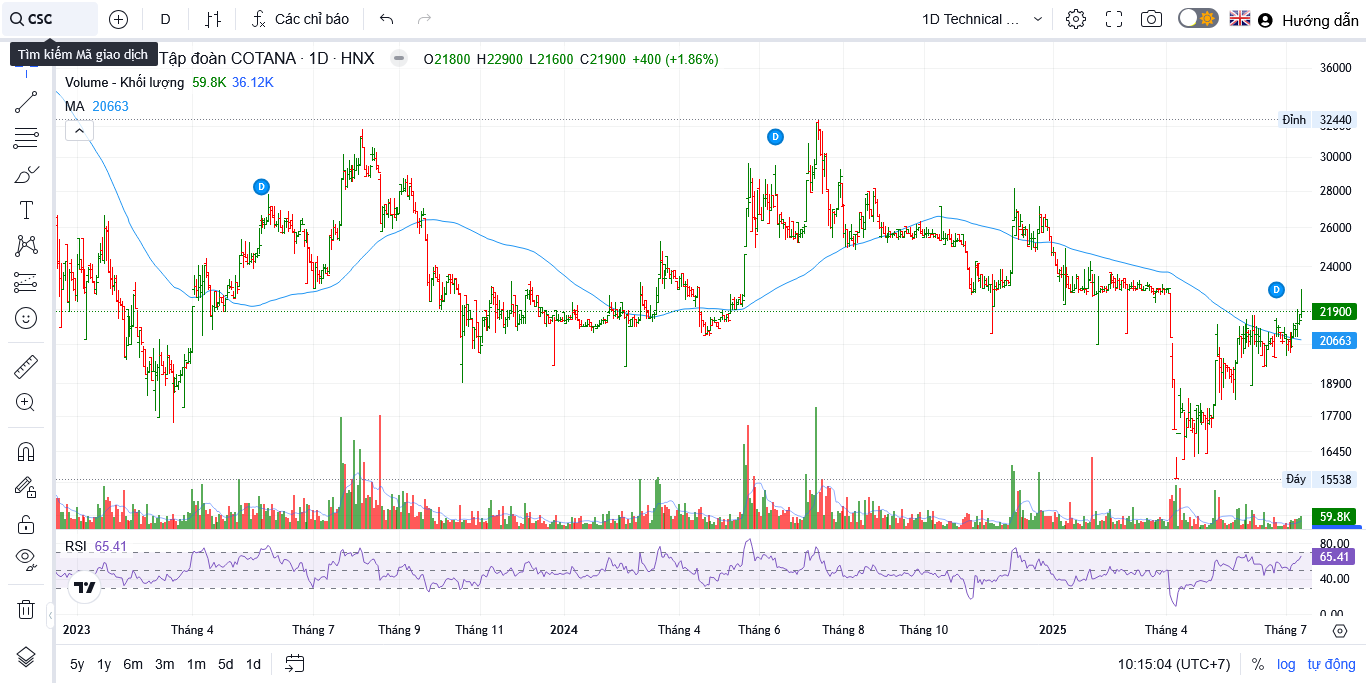 CSC
D
Các chỉ báo
1D Technical ...
Hướng dẫn
Tìm kiếm Mã giao dịch
Tập đoàn COTANA · 1D · HNX
O21800 H22900 L21600 C21900 +400 (+1.86%)
Volume - Khối lượng 59.8K 36.12K
MA 20663
36000
Đỉnh 32440
30000
28000
26000
24000
21900
20663
18900
17700
16450
Đáy 15538
59.8K
D
D
D
RSI 65.41
80.00
65.41
40.00
0.00
2023 Tháng 4 Tháng 7 Tháng 9 Tháng 11 2024 Tháng 4 Tháng 6 Tháng 8 Tháng 10 2025 Tháng 4 Tháng 7
5y 1y 6m 3m 1m 5d 1d
10:15:04 (UTC+7) % log tự động